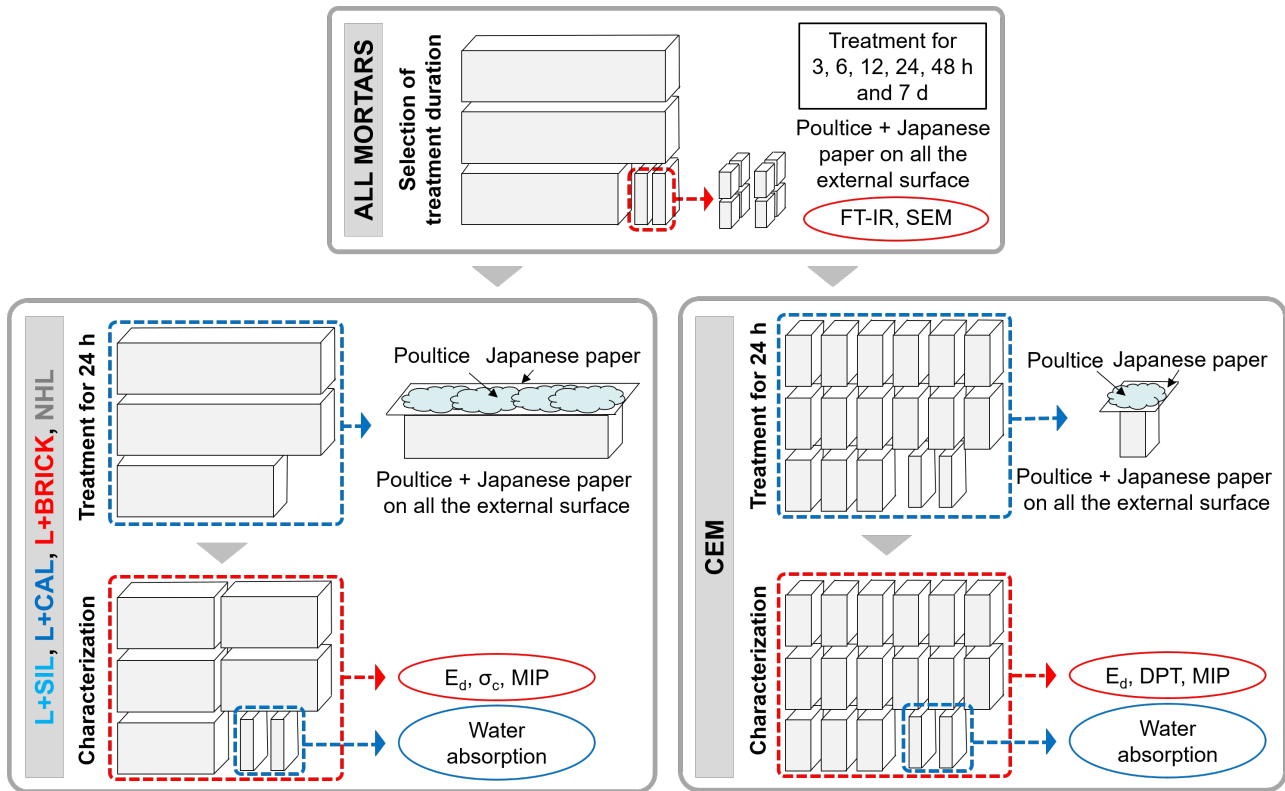 ALL MORTARS
Selection of
treatment duration
Treatment for
3, 6, 12, 24, 48 h
and 7 d
Poultice + Japanese
paper on all the
external surface
FT-IR, SEM
L+SIL, L+CAL, L+BRICK, NHL
Treatment for 24 h
Poultice Japanese paper
Poultice + Japanese paper
on all the external surface
Characterization
E_d, σ_c, MIP
Water
absorption
CEM
Treatment for 24 h
Poultice Japanese paper
Poultice + Japanese paper
on all the external surface
Characterization
E_d, DPT, MIP
Water
absorption